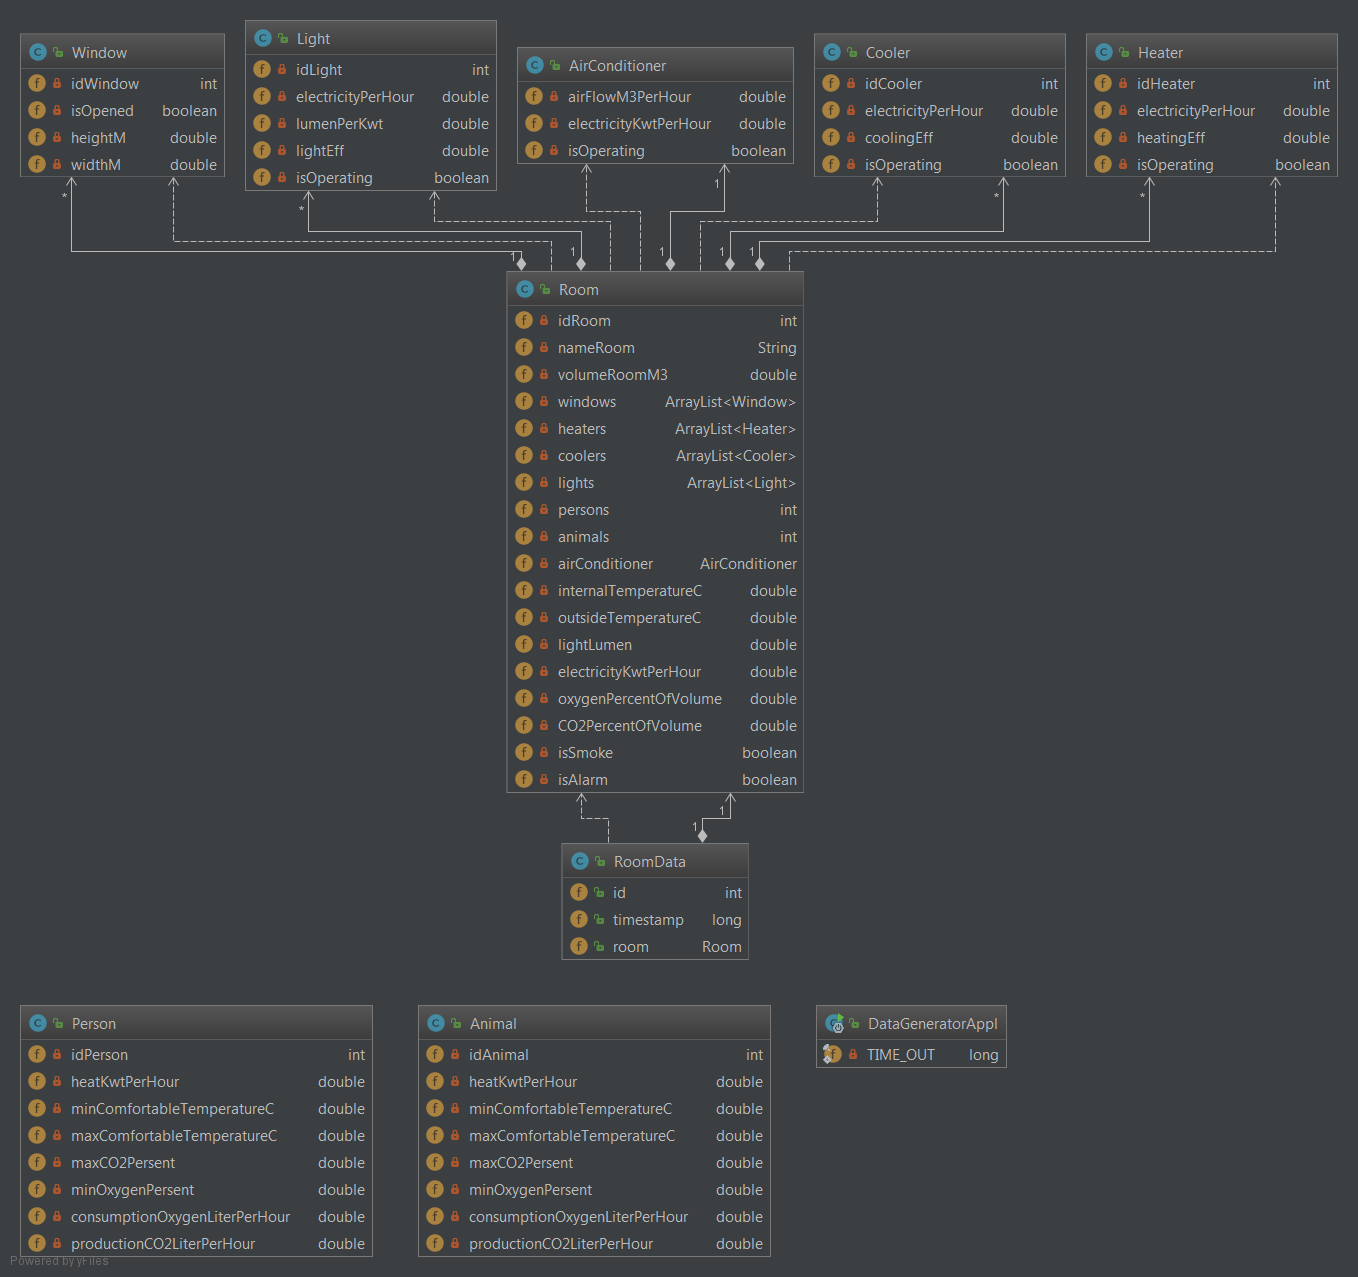 Window
idWindow int
isOpened boolean
heightM double
widthM double
Light
idLight int
electricityPerHour double
lumenPerKwt double
lightEff double
isOperating boolean
AirConditioner
airFlowM3PerHour double
electricityKwtPerHour double
isOperating boolean
Cooler
idCooler int
electricityPerHour double
coolingEff double
isOperating boolean
Heater
idHeater int
electricityPerHour double
heatingEff double
isOperating boolean
* * 1 * *
1 1 1 1 1
Room
idRoom int
nameRoom String
volumeRoomM3 double
windows ArrayList<Window>
heaters ArrayList<Heater>
coolers ArrayList<Cooler>
lights ArrayList<Light>
persons int
animals int
airConditioner AirConditioner
internalTemperatureC double
outsideTemperatureC double
lightLumen double
electricityKwtPerHour double
oxygenPercentOfVolume double
CO2PercentOfVolume double
isSmoke boolean
isAlarm boolean
1
1
RoomData
id int
timestamp long
room Room
Person
idPerson int
heatKwtPerHour double
minComfortableTemperatureC double
maxComfortableTemperatureC double
maxCO2Persent double
minOxygenPersent double
consumptionOxygenLiterPerHour double
productionCO2LiterPerHour double
Animal
idAnimal int
heatKwtPerHour double
minComfortableTemperatureC double
maxComfortableTemperatureC double
maxCO2Persent double
minOxygenPersent double
consumptionOxygenLiterPerHour double
productionCO2LiterPerHour double
DataGeneratorAppl
TIME_OUT long
Powered by yFiles